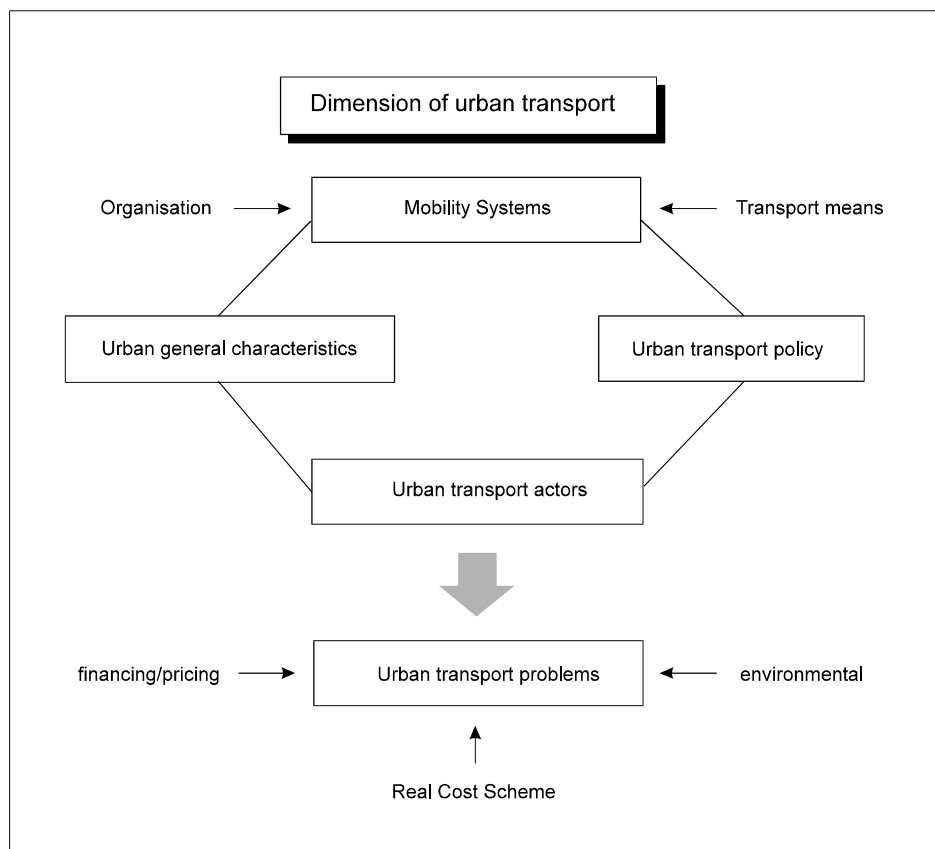 Dimension of urban transport
Organisation
Mobility Systems
Transport means
Urban general characteristics
Urban transport policy
Urban transport actors
financing/pricing
Urban transport problems
environmental
Real Cost Scheme